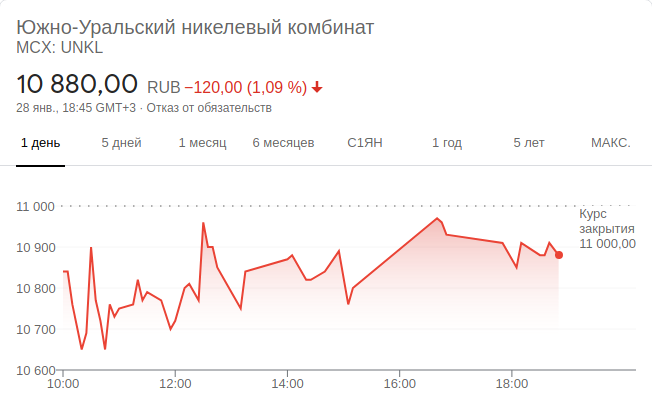 Южно-Уральский никелевый комбинат
MCX: UNKL
10 880,00 RUB −120,00 (1,09 %)
28 янв., 18:45 GMT+3 · Отказ от обязательств
1 день 5 дней 1 месяц 6 месяцев С1ЯН 1 год 5 лет МАКС.
11 000
Курс
закрытия
11 000,00
10 900
10 800
10 700
10 600
10:00 12:00 14:00 16:00 18:00